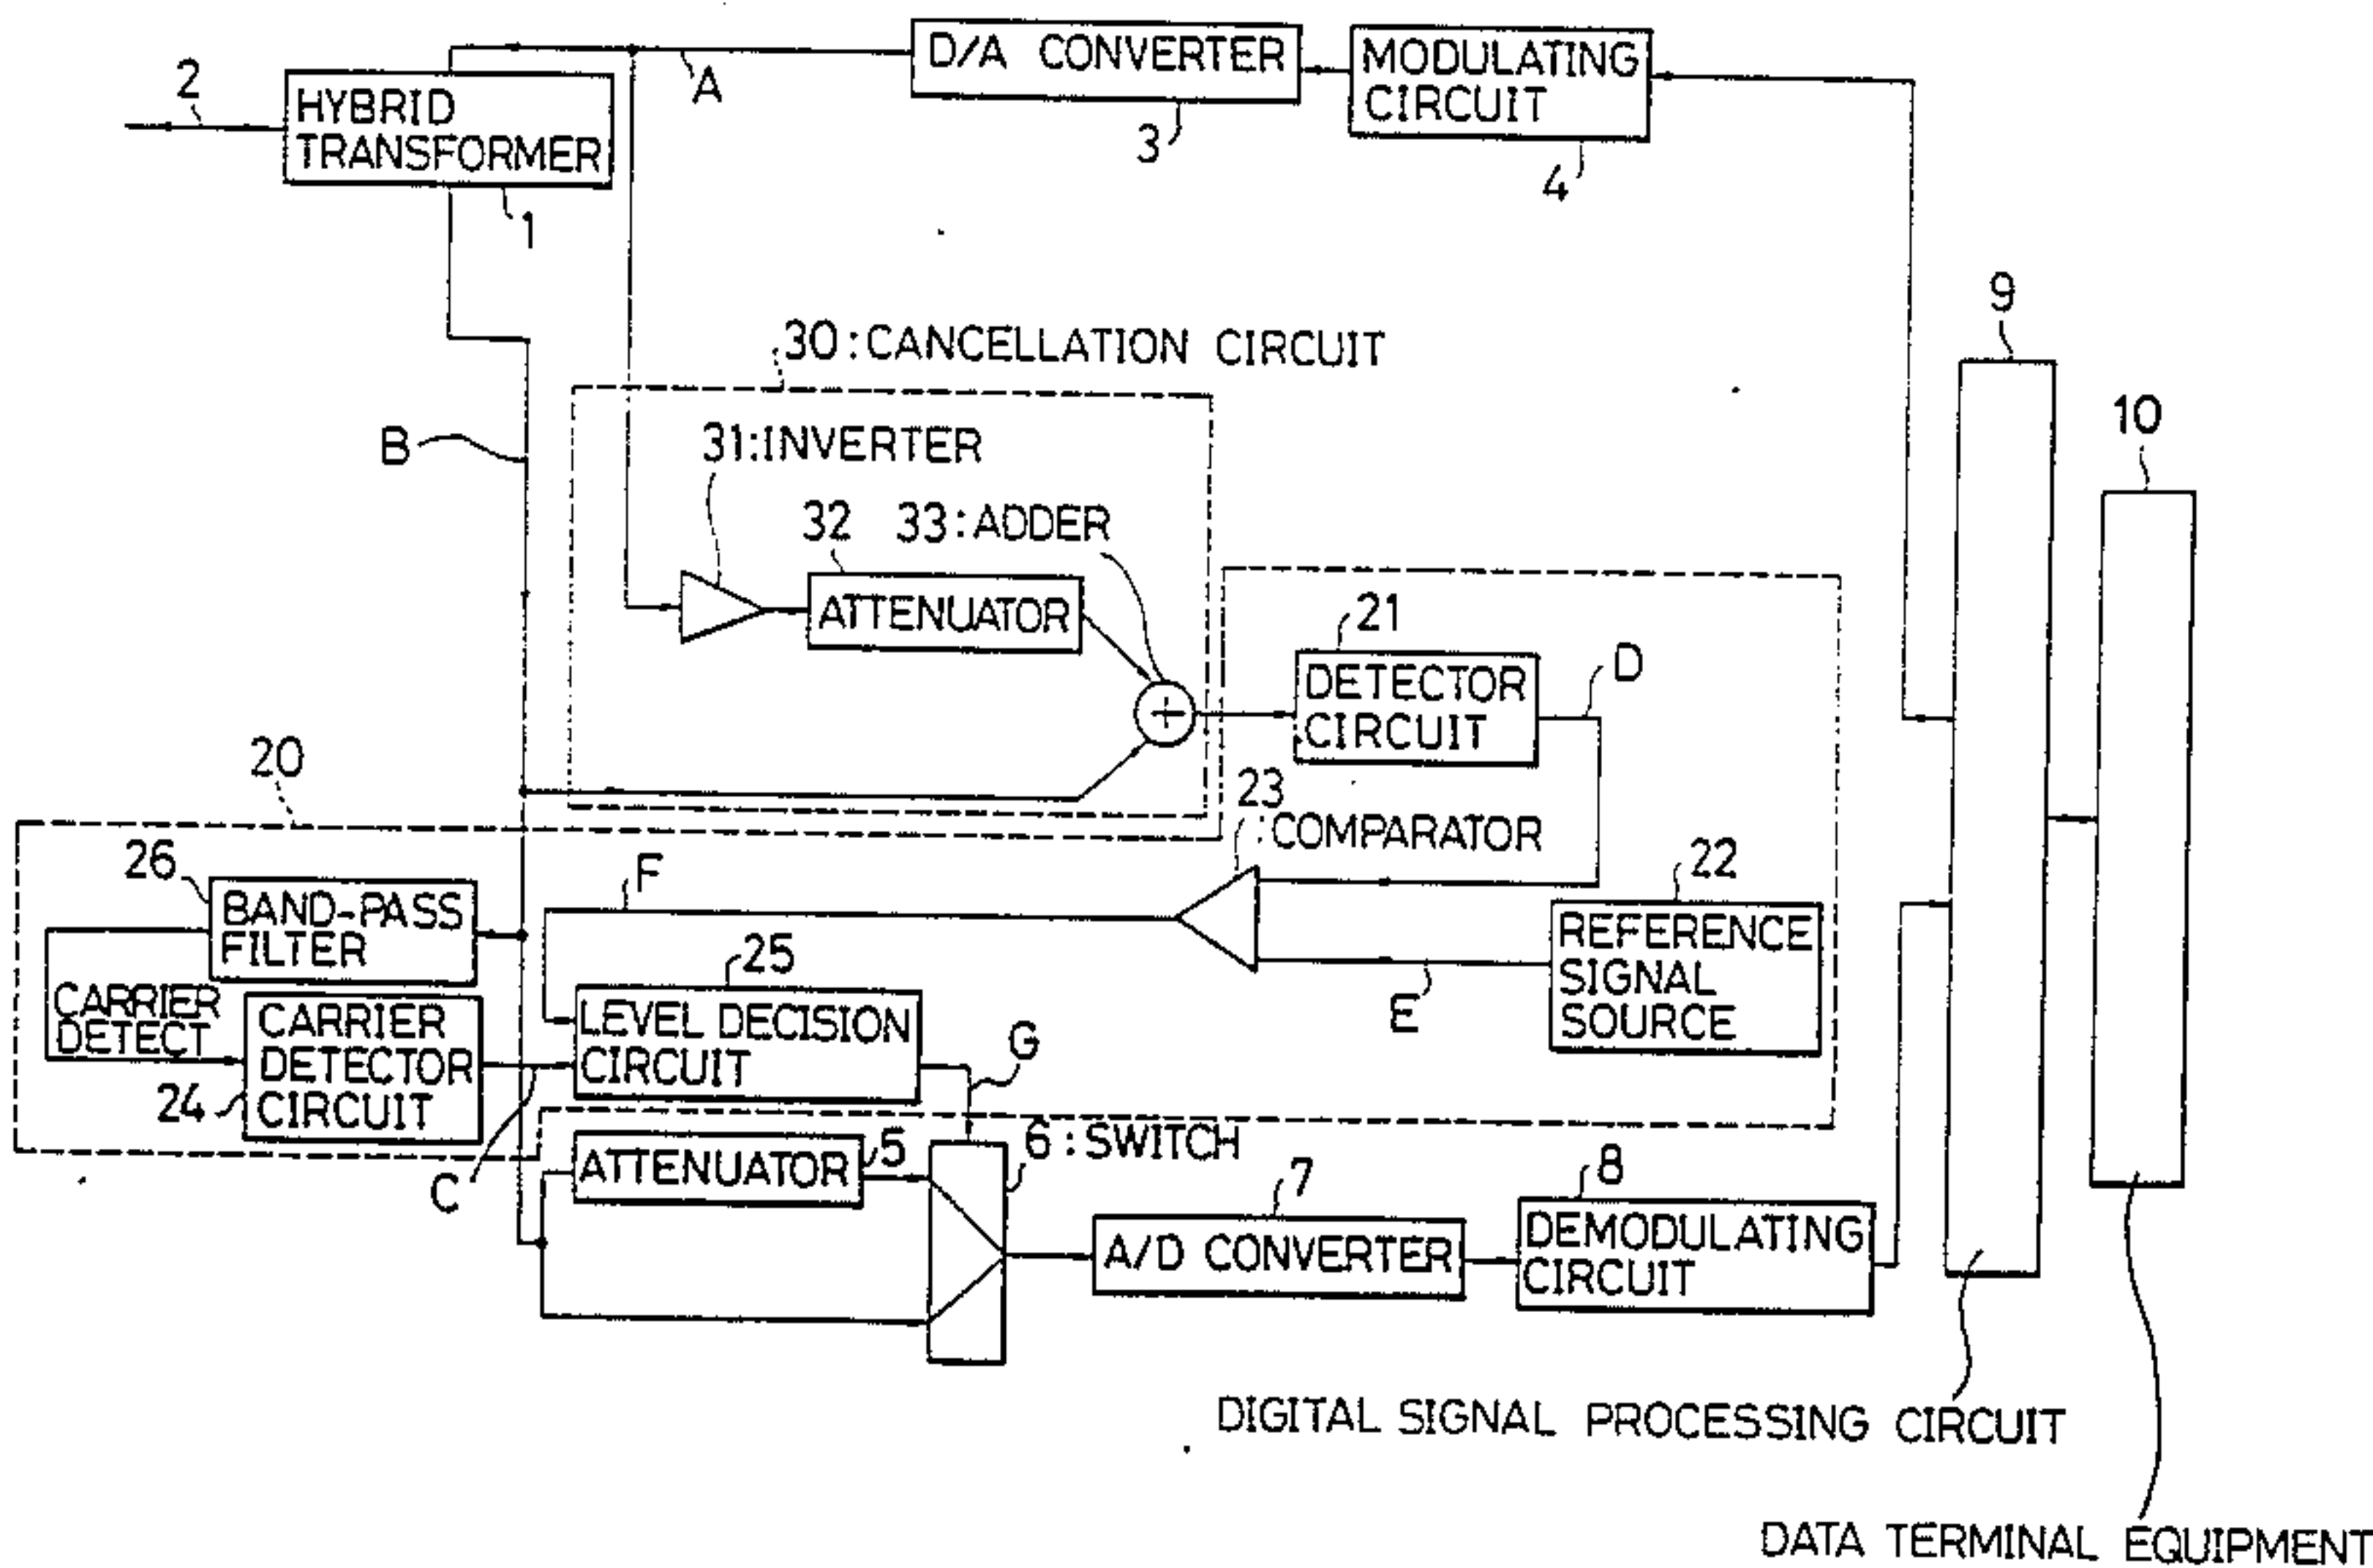 D/A CONVERTER
MODULATING
CIRCUIT
A
2
HYBRID
TRANSFORMER
3
4
1
9
30:CANCELLATION CIRCUIT
10
B
31:INVERTER
32
33:ADDER
ATTENUATOR
21
DETECTOR
CIRCUIT
D
20
23
:COMPARATOR
26
F
22
BAND-PASS
FILTER
REFERENCE
SIGNAL
SOURCE
25
CARRIER
DETECT
CARRIER
DETECTOR
CIRCUIT
LEVEL DECISION
CIRCUIT
E
G
24
ATTENUATOR
5
6:SWITCH
C
7
8
A/D CONVERTER
DEMODULATING
CIRCUIT
DIGITAL SIGNAL PROCESSING CIRCUIT
DATA TERMINAL EQUIPMENT